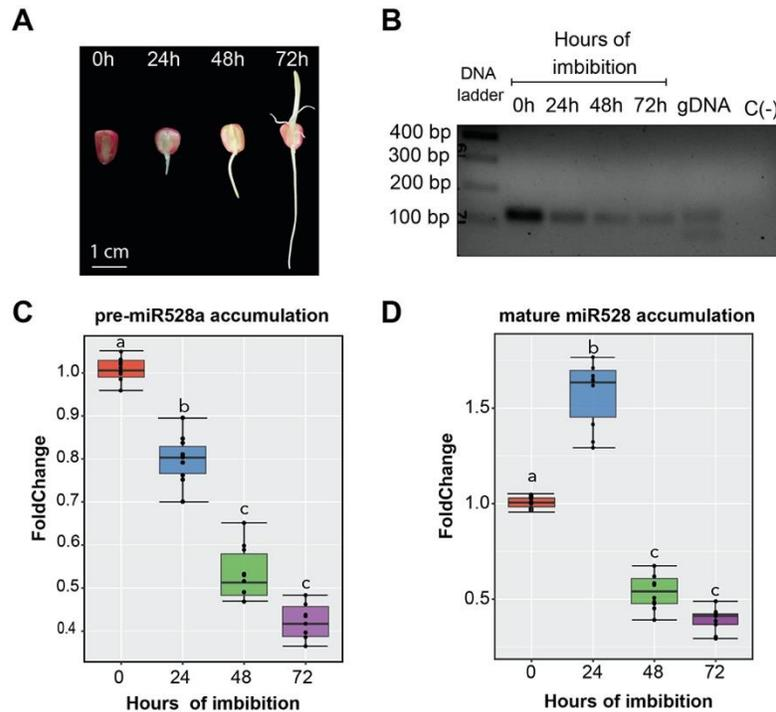 A
0h 24h 48h 72h
1 cm
B
Hours of
imbibition
DNA
ladder
0h 24h 48h 72h gDNA C(-)
400 bp
300 bp
200 bp
100 bp
C
pre-miR528a accumulation
FoldChange
1.0
0.9
0.8
0.7
0.6
0.5
0.4
a
b
c
c
0 24 48 72
Hours of imbibition
D
mature miR528 accumulation
FoldChange
1.5
1.0
0.5
a
b
c
c
0 24 48 72
Hours of imbibition